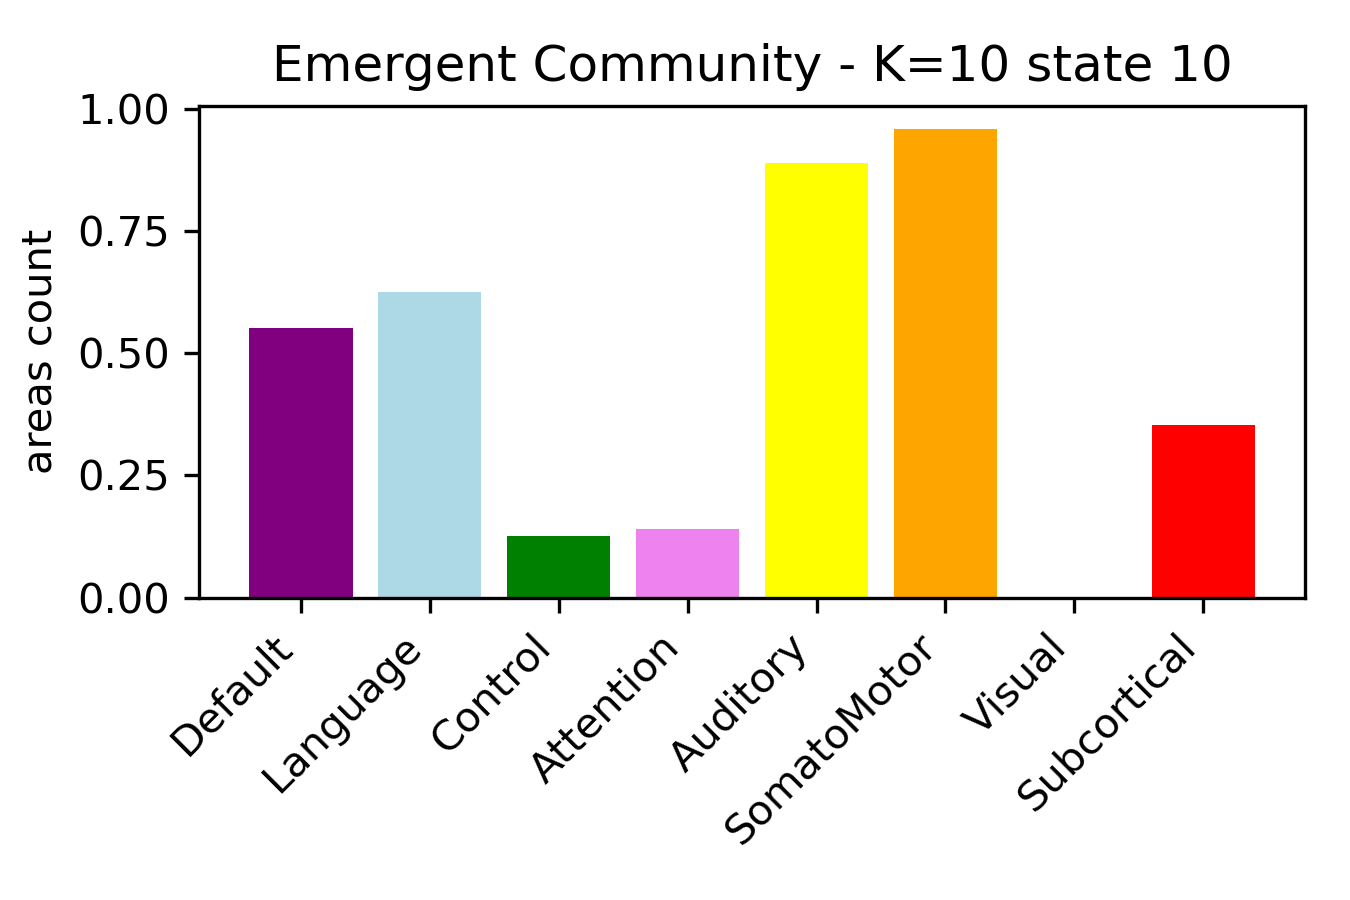 Emergent Community - K=10 state 10
areas count
1.00
0.75
0.50
0.25
0.00
Default
Language
Control
Attention
Auditory
SomatoMotor
Visual
Subcortical